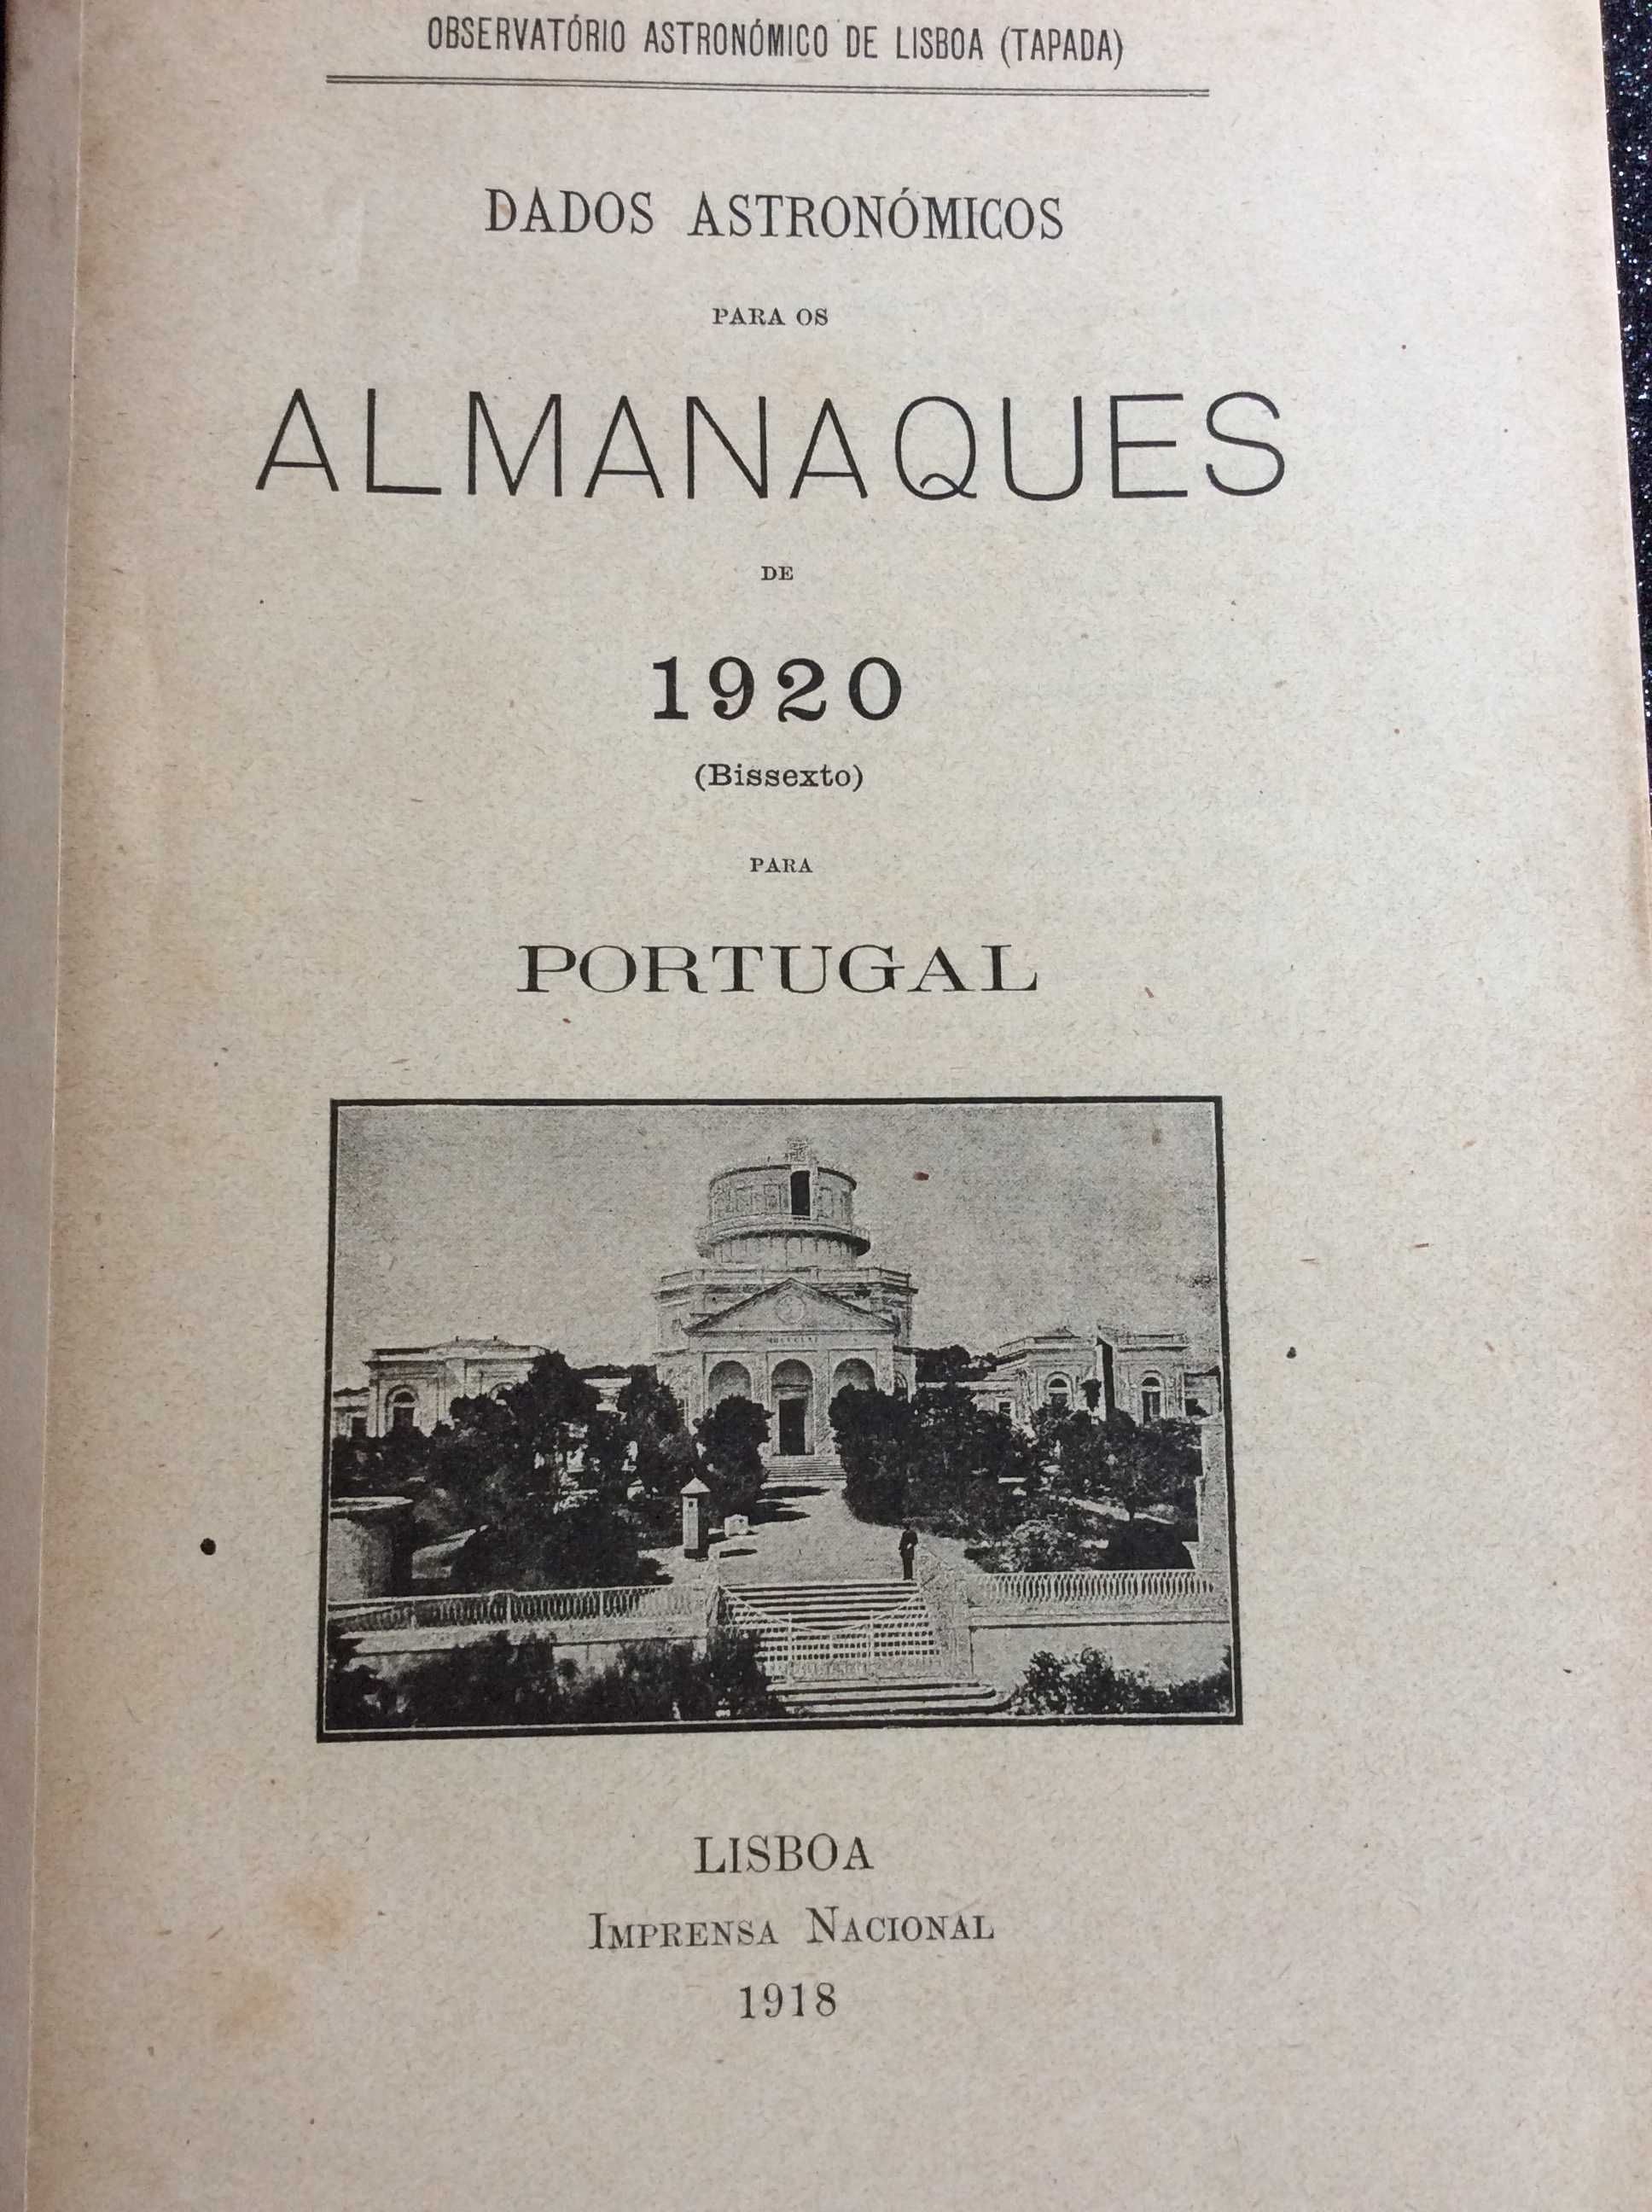 OBSERVATÓRIO ASTRONÓMICO DE LISBOA (TAPADA)
DADOS ASTRONÓMICOS
PARA OS
ALMANAQUES
DE
1920
(Bissexto)
PARA
PORTUGAL
LISBOA
IMPRENSA NACIONAL
1918